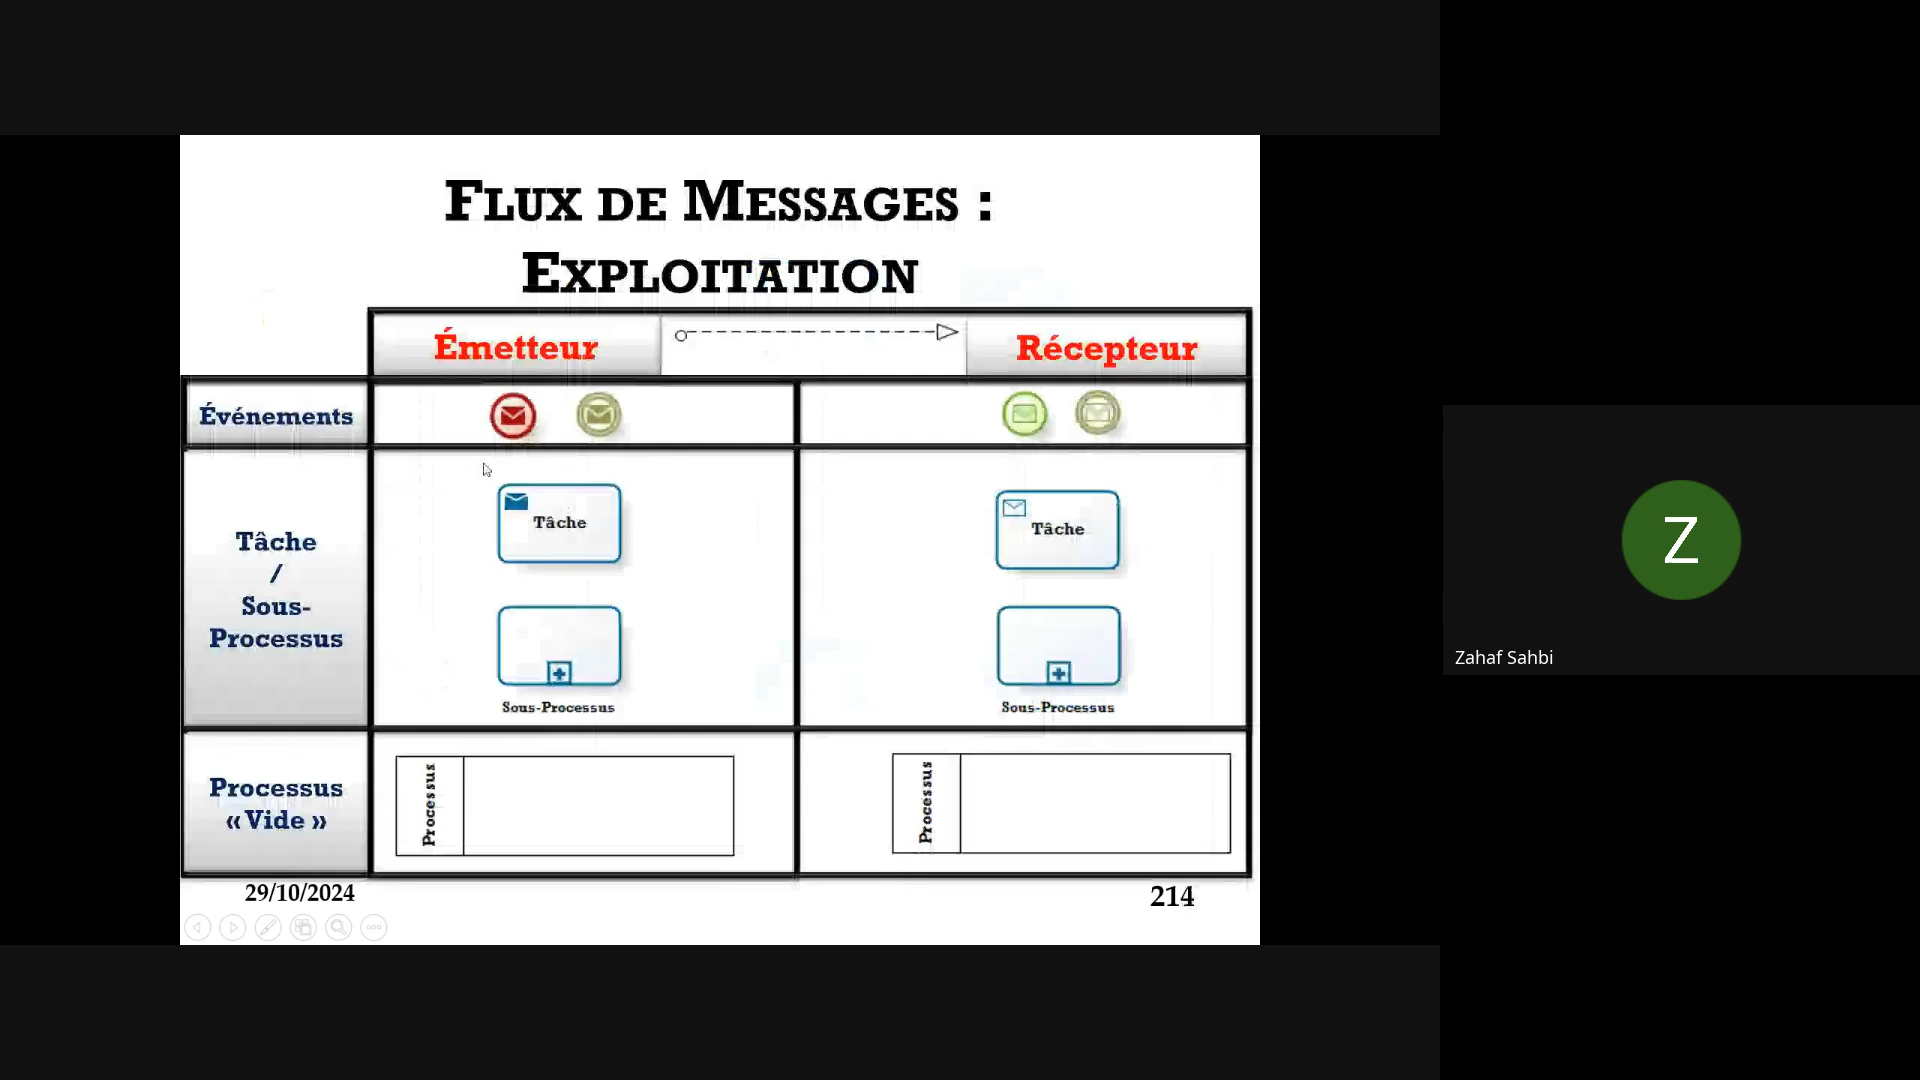 FLUX DE MESSAGES :
EXPLOITATION
Émetteur
Récepteur
Événements
Tâche
/
Sous-
Processus
Tâche
Tâche
Sous-Processus
Sous-Processus
Processus
« Vide »
Processus
Processus
29/10/2024
214
Z
Zahaf Sahbi